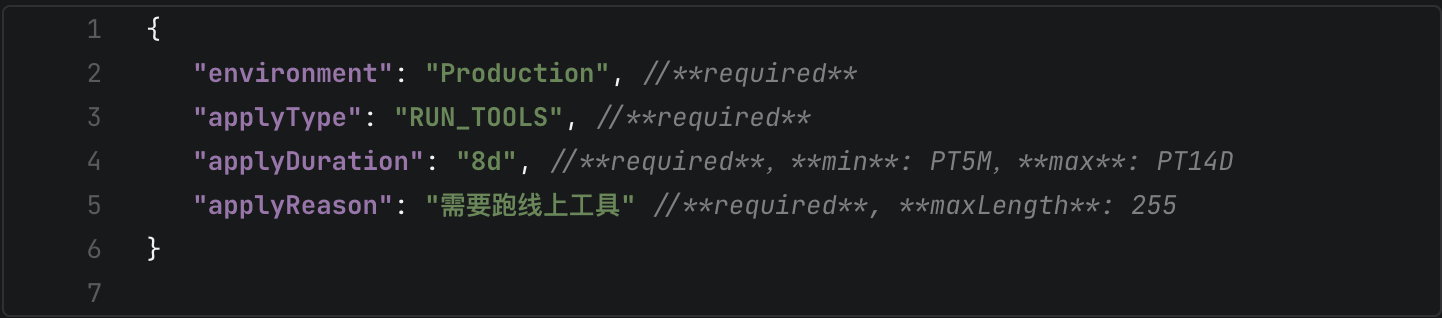 1 {
2 "environment": "Production", //**required**
3 "applyType": "RUN_TOOLS", //**required**
4 "applyDuration": "8d", //**required**, **min**: PT5M, **max**: PT14D
5 "applyReason": "需要跑线上工具" //**required**, **maxLength**: 255
6 }
7